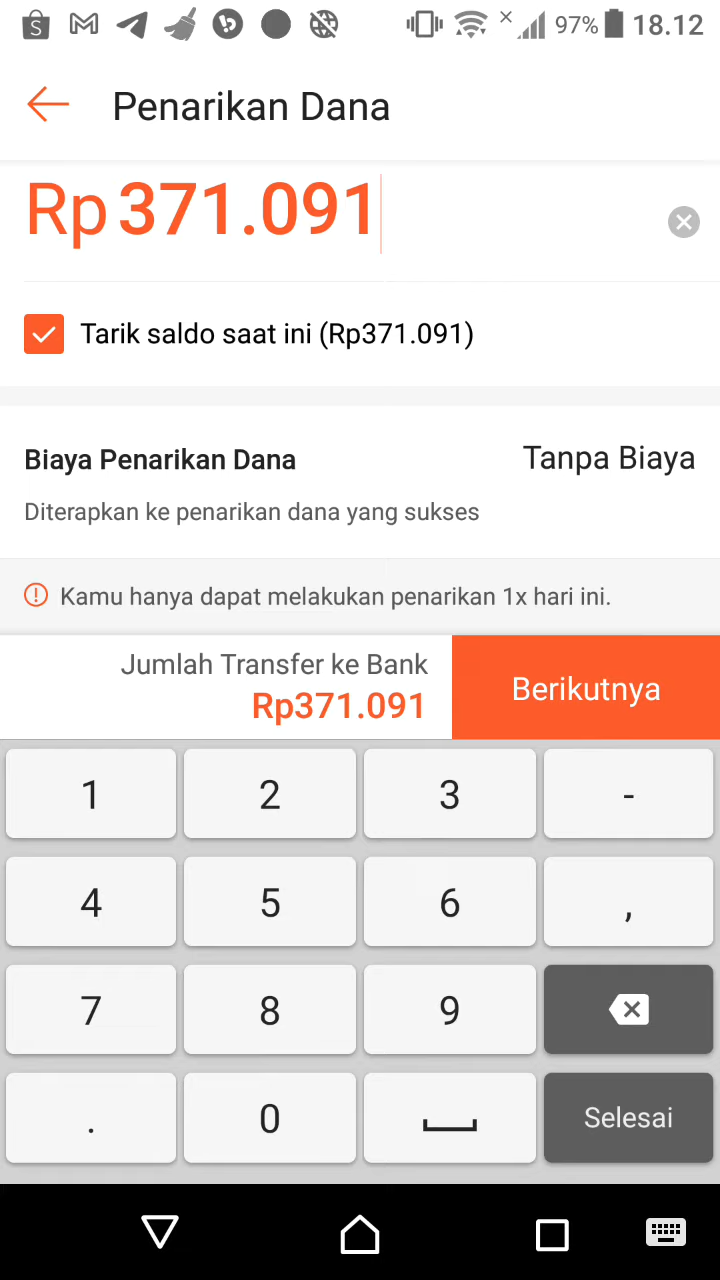 97% 18.12
Penarikan Dana
Rp 371.091
Tarik saldo saat ini (Rp371.091)
Biaya Penarikan Dana Tanpa Biaya
Diterapkan ke penarikan dana yang sukses
Kamu hanya dapat melakukan penarikan 1x hari ini.
Jumlah Transfer ke Bank
Rp371.091
Berikutnya
1 2 3 -
4 5 6 ,
7 8 9
. 0 Selesai